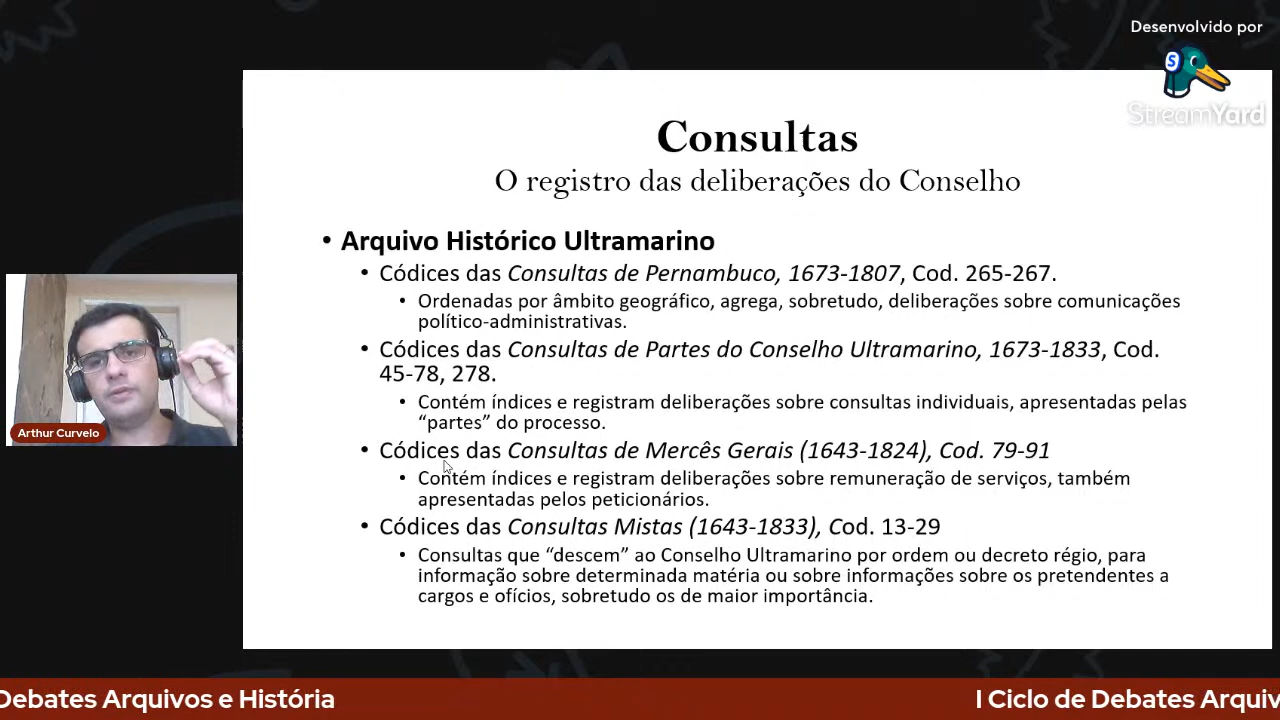 Desenvolvido por
StreamYard
Consultas
O registro das deliberações do Conselho
• Arquivo Histórico Ultramarino
• Códices das Consultas de Pernambuco, 1673-1807, Cod. 265-267.
• Ordenadas por âmbito geográfico, agrega, sobretudo, deliberações sobre comunicações
político-administrativas.
• Códices das Consultas de Partes do Conselho Ultramarino, 1673-1833, Cod.
45-78, 278.
• Contém índices e registram deliberações sobre consultas individuais, apresentadas pelas
“partes” do processo.
• Códices das Consultas de Mercês Gerais (1643-1824), Cod. 79-91
• Contém índices e registram deliberações sobre remuneração de serviços, também
apresentadas pelos peticionários.
• Códices das Consultas Mistas (1643-1833), Cod. 13-29
• Consultas que “descem” ao Conselho Ultramarino por ordem ou decreto régio, para
informação sobre determinada matéria ou sobre informações sobre os pretendentes a
cargos e ofícios, sobretudo os de maior importância.
Arthur Curvelo
Debates Arquivos e História
I Ciclo de Debates Arquiv